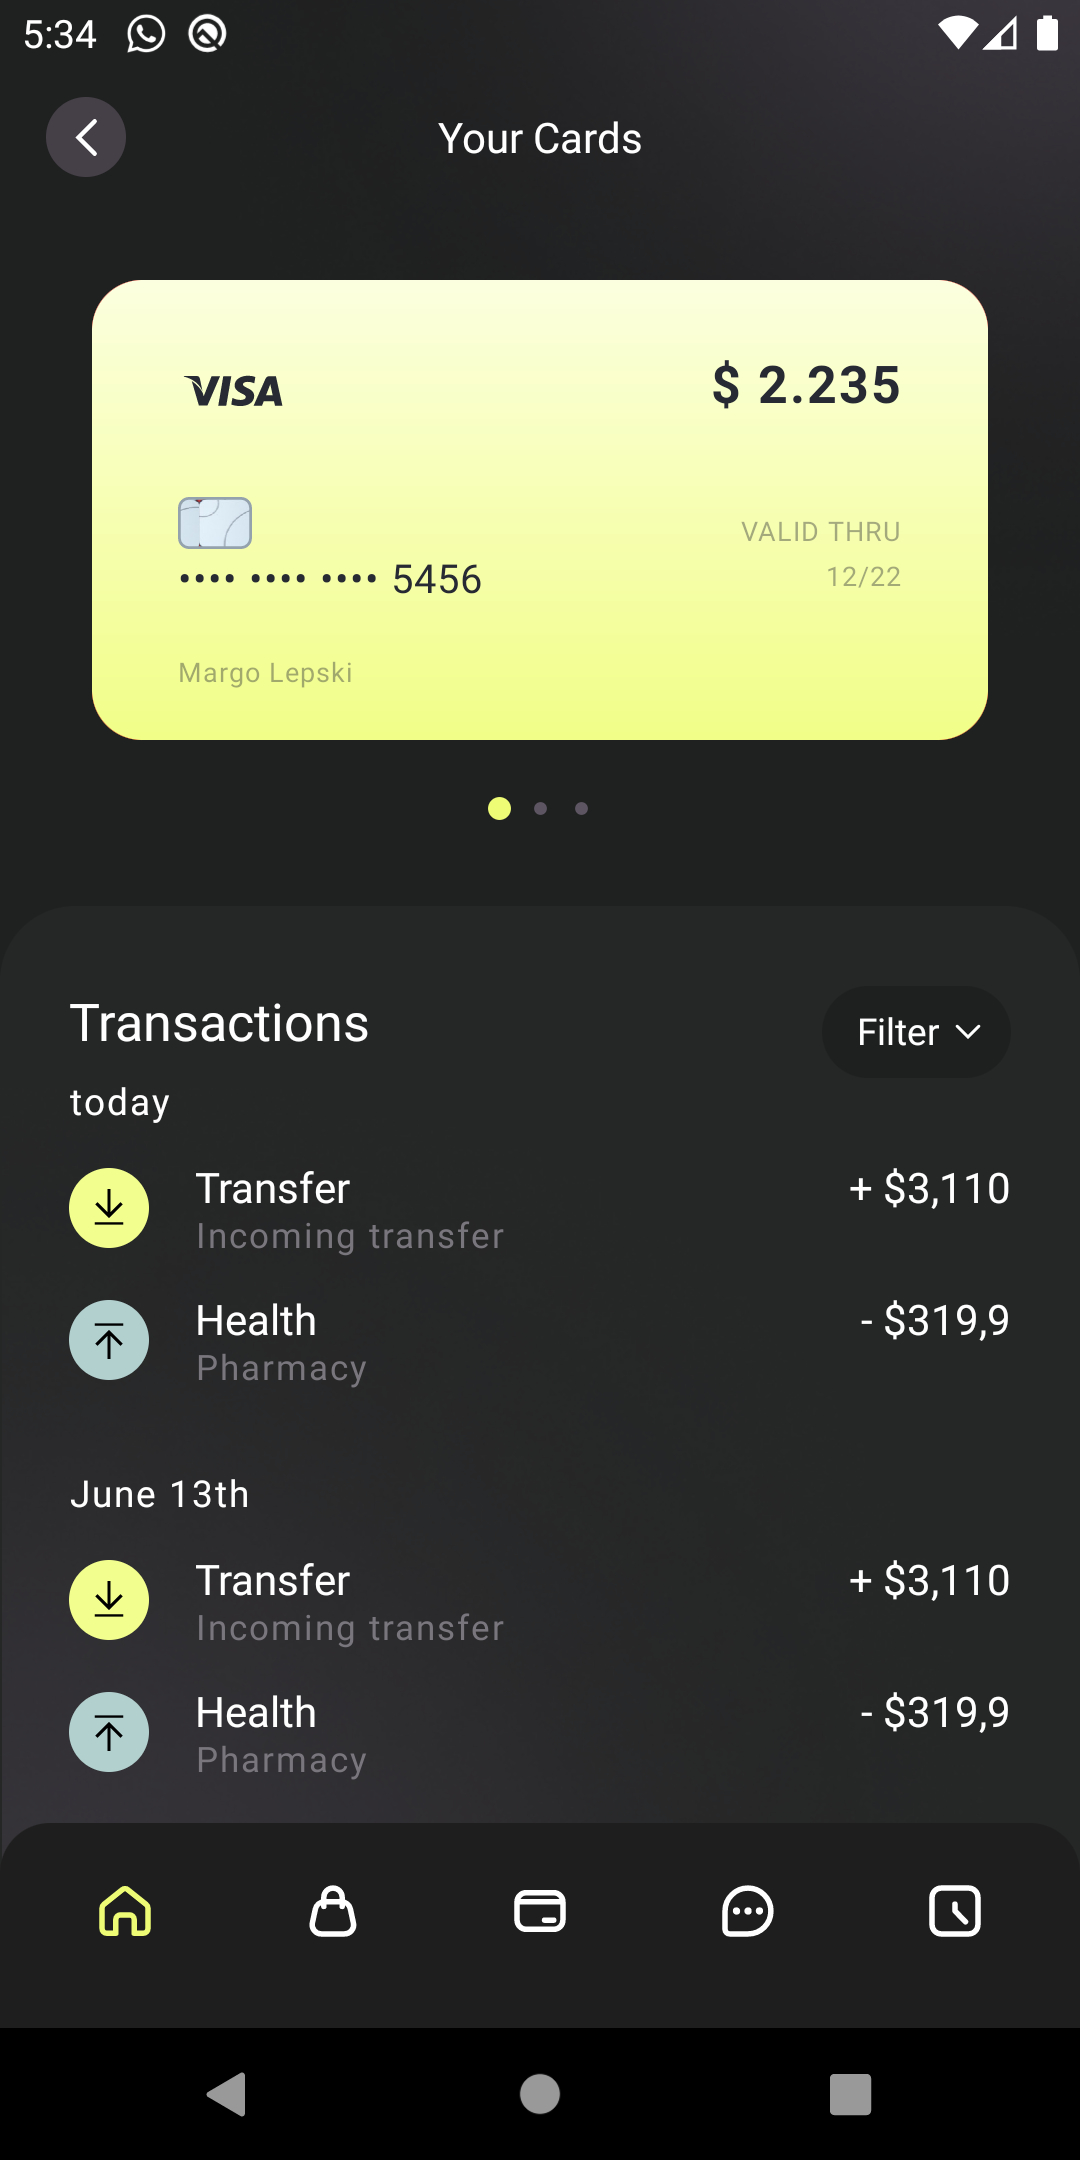 5:34
Your Cards
VISA
$ 2.235
VALID THRU
•••• •••• •••• 5456
12/22
Margo Lepski
Transactions
Filter
today
Transfer
+ $3,110
Incoming transfer
Health
- $319,9
Pharmacy
June 13th
Transfer
+ $3,110
Incoming transfer
Health
- $319,9
Pharmacy